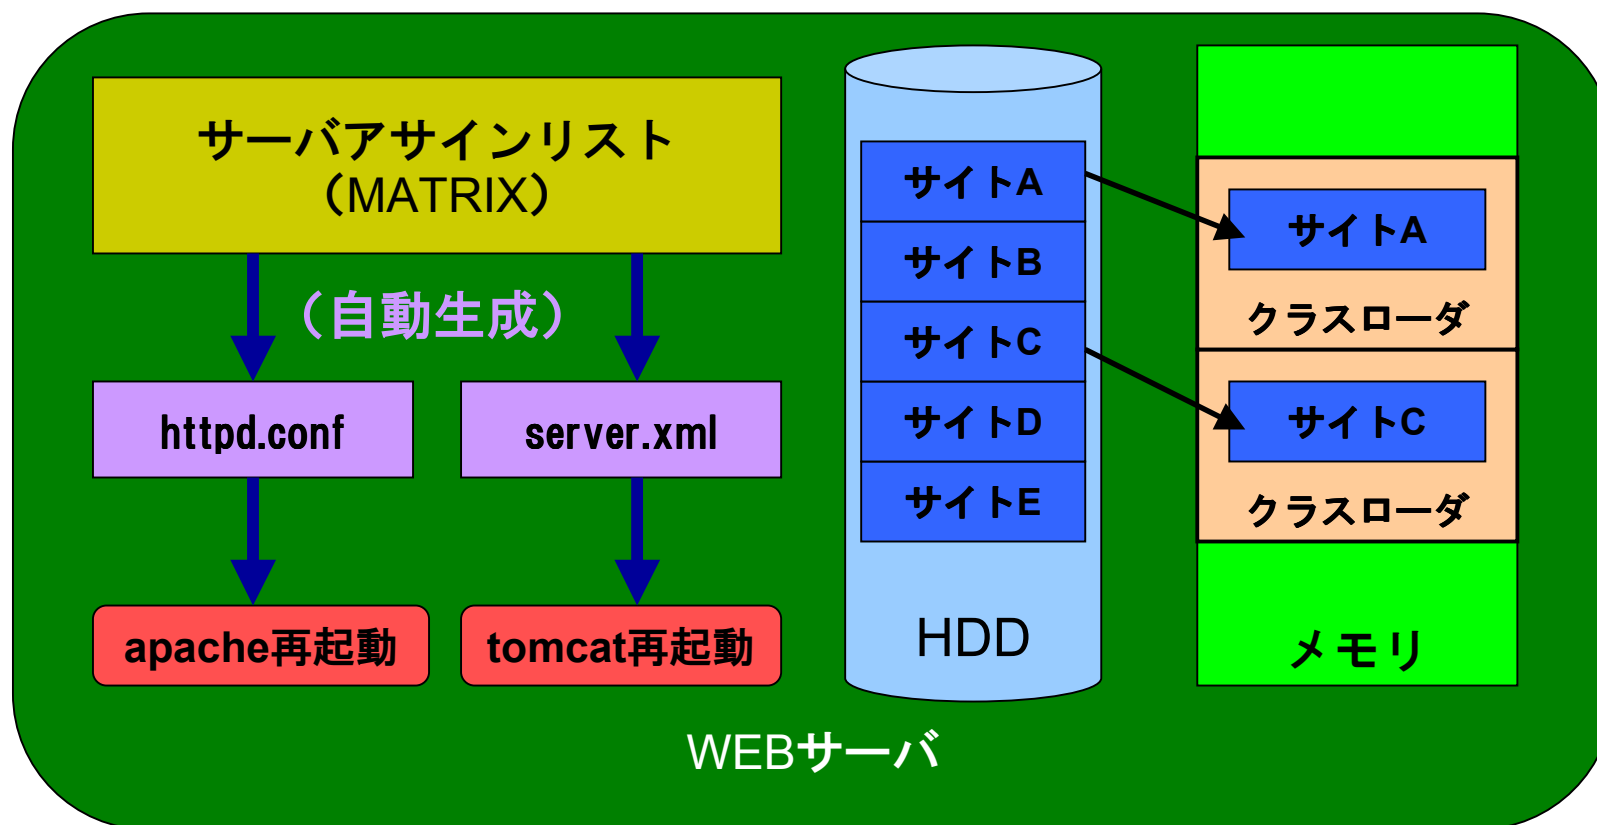 サーバアサインリスト
（MATRIX）
（自動生成）
httpd.conf
server.xml
apache再起動
tomcat再起動
サイトA
サイトB
サイトC
サイトD
サイトE
HDD
サイトA
クラスローダ
サイトC
クラスローダ
メモリ
WEBサーバ